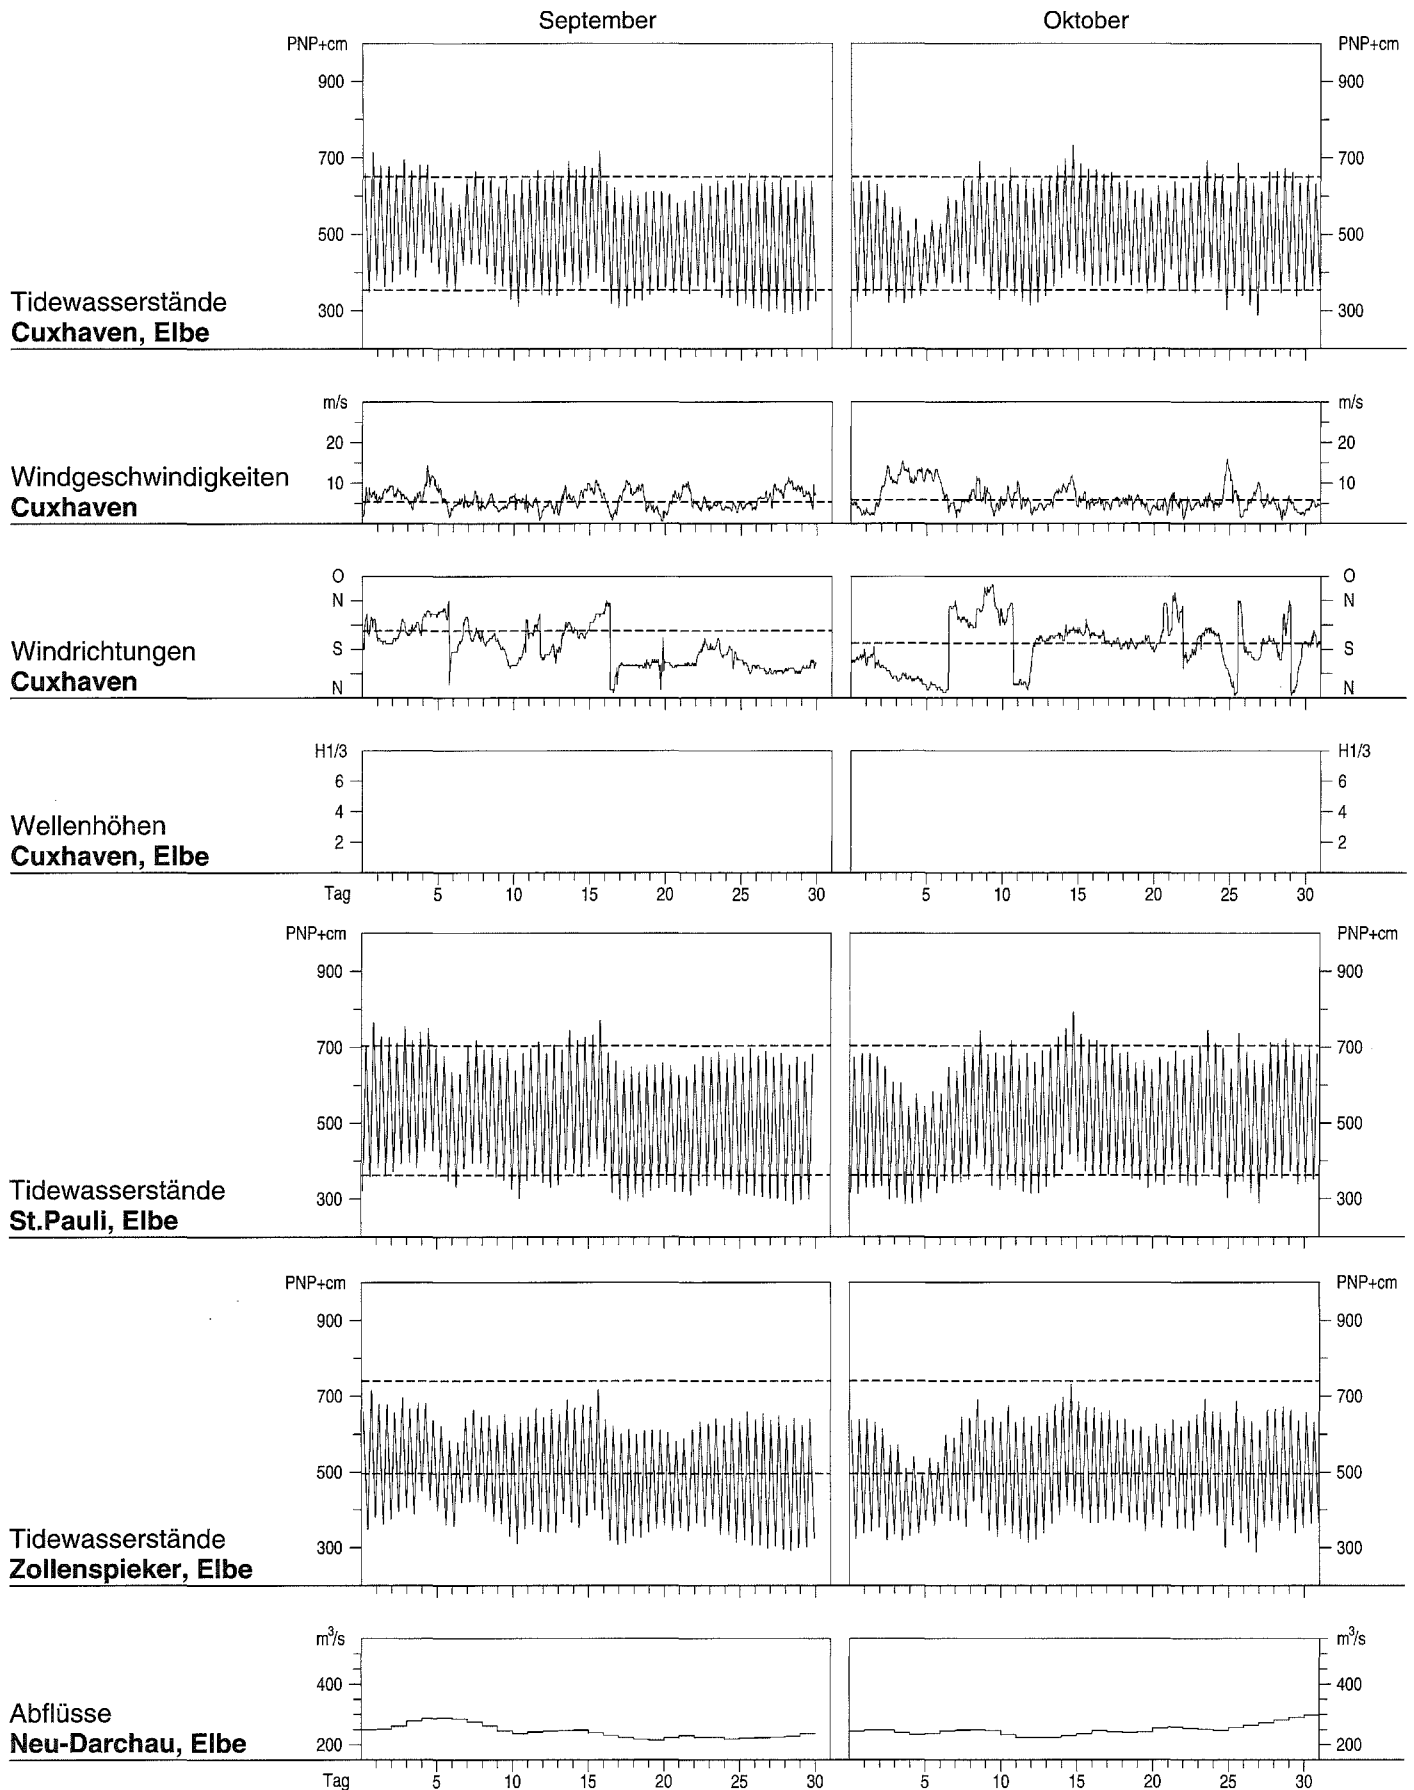 September Oktober
PNP+cm PNP+cm
900 900
700 700
500 500
300 300
Tidewasserstände
Cuxhaven, Elbe
m/s m/s
20 20
10 10
Windgeschwindigkeiten
Cuxhaven
O O
N N
S S
N N
Windrichtungen
Cuxhaven
H1/3 H1/3
6 6
4 4
2 2
Wellenhöhen
Cuxhaven, Elbe
Tag 5 10 15 20 25 30 5 10 15 20 25 30
PNP+cm PNP+cm
900 900
700 700
500 500
300 300
Tidewasserstände
St.Pauli, Elbe
PNP+cm PNP+cm
900 900
700 700
500 500
300 300
Tidewasserstände
Zollenspieker, Elbe
m³/s m³/s
400 400
200 200
Abflüsse
Neu-Darchau, Elbe
Tag 5 10 15 20 25 30 5 10 15 20 25 30